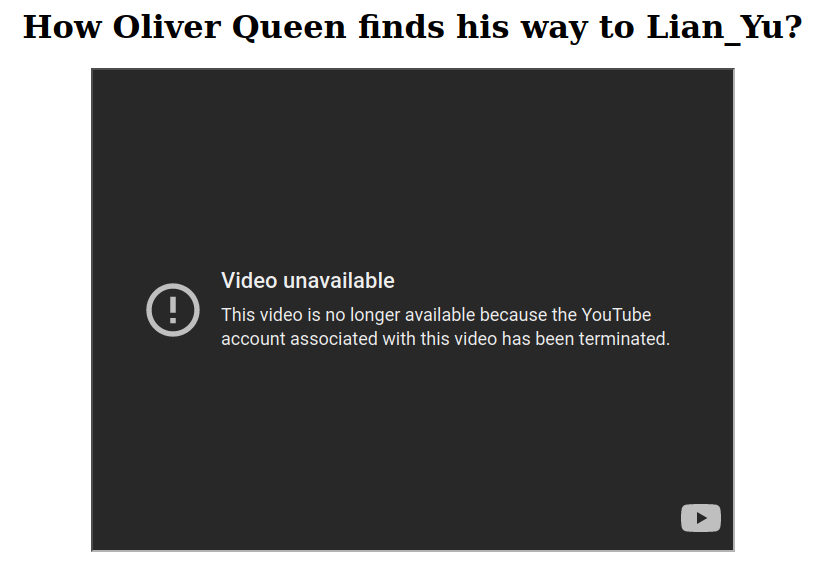 How Oliver Queen finds his way to Lian_Yu?
Video unavailable
This video is no longer available because the YouTube
account associated with this video has been terminated.